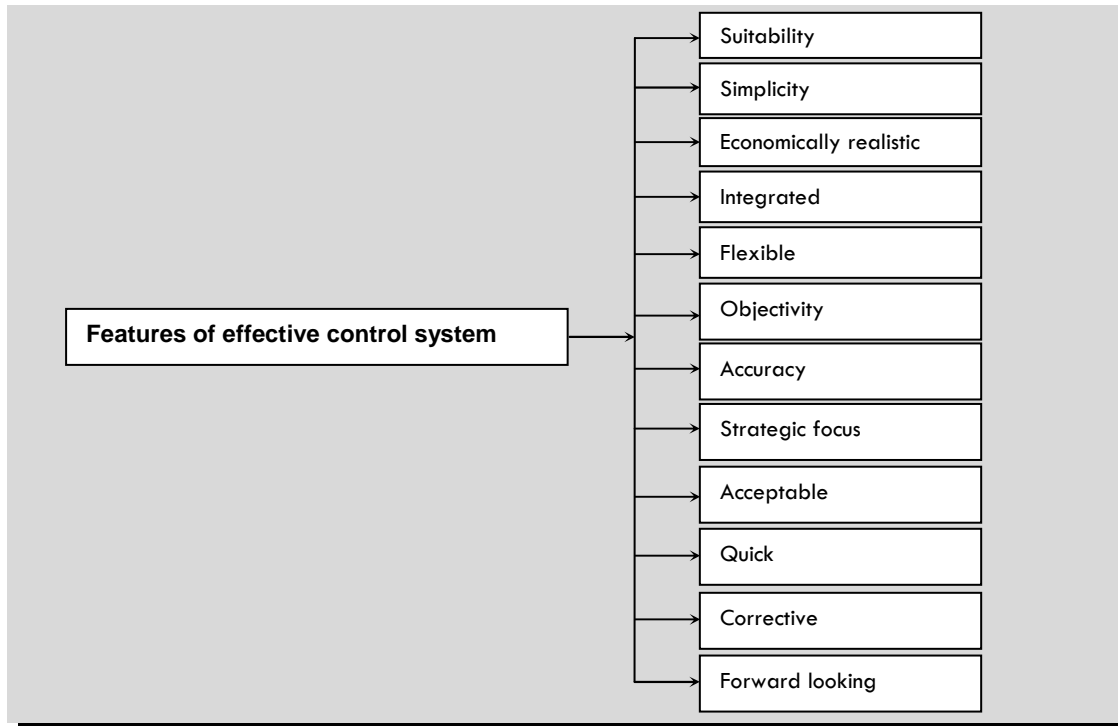 Suitability
Simplicity
Economically realistic
Integrated
Flexible
Features of effective control system
Objectivity
Accuracy
Strategic focus
Acceptable
Quick
Corrective
Forward looking